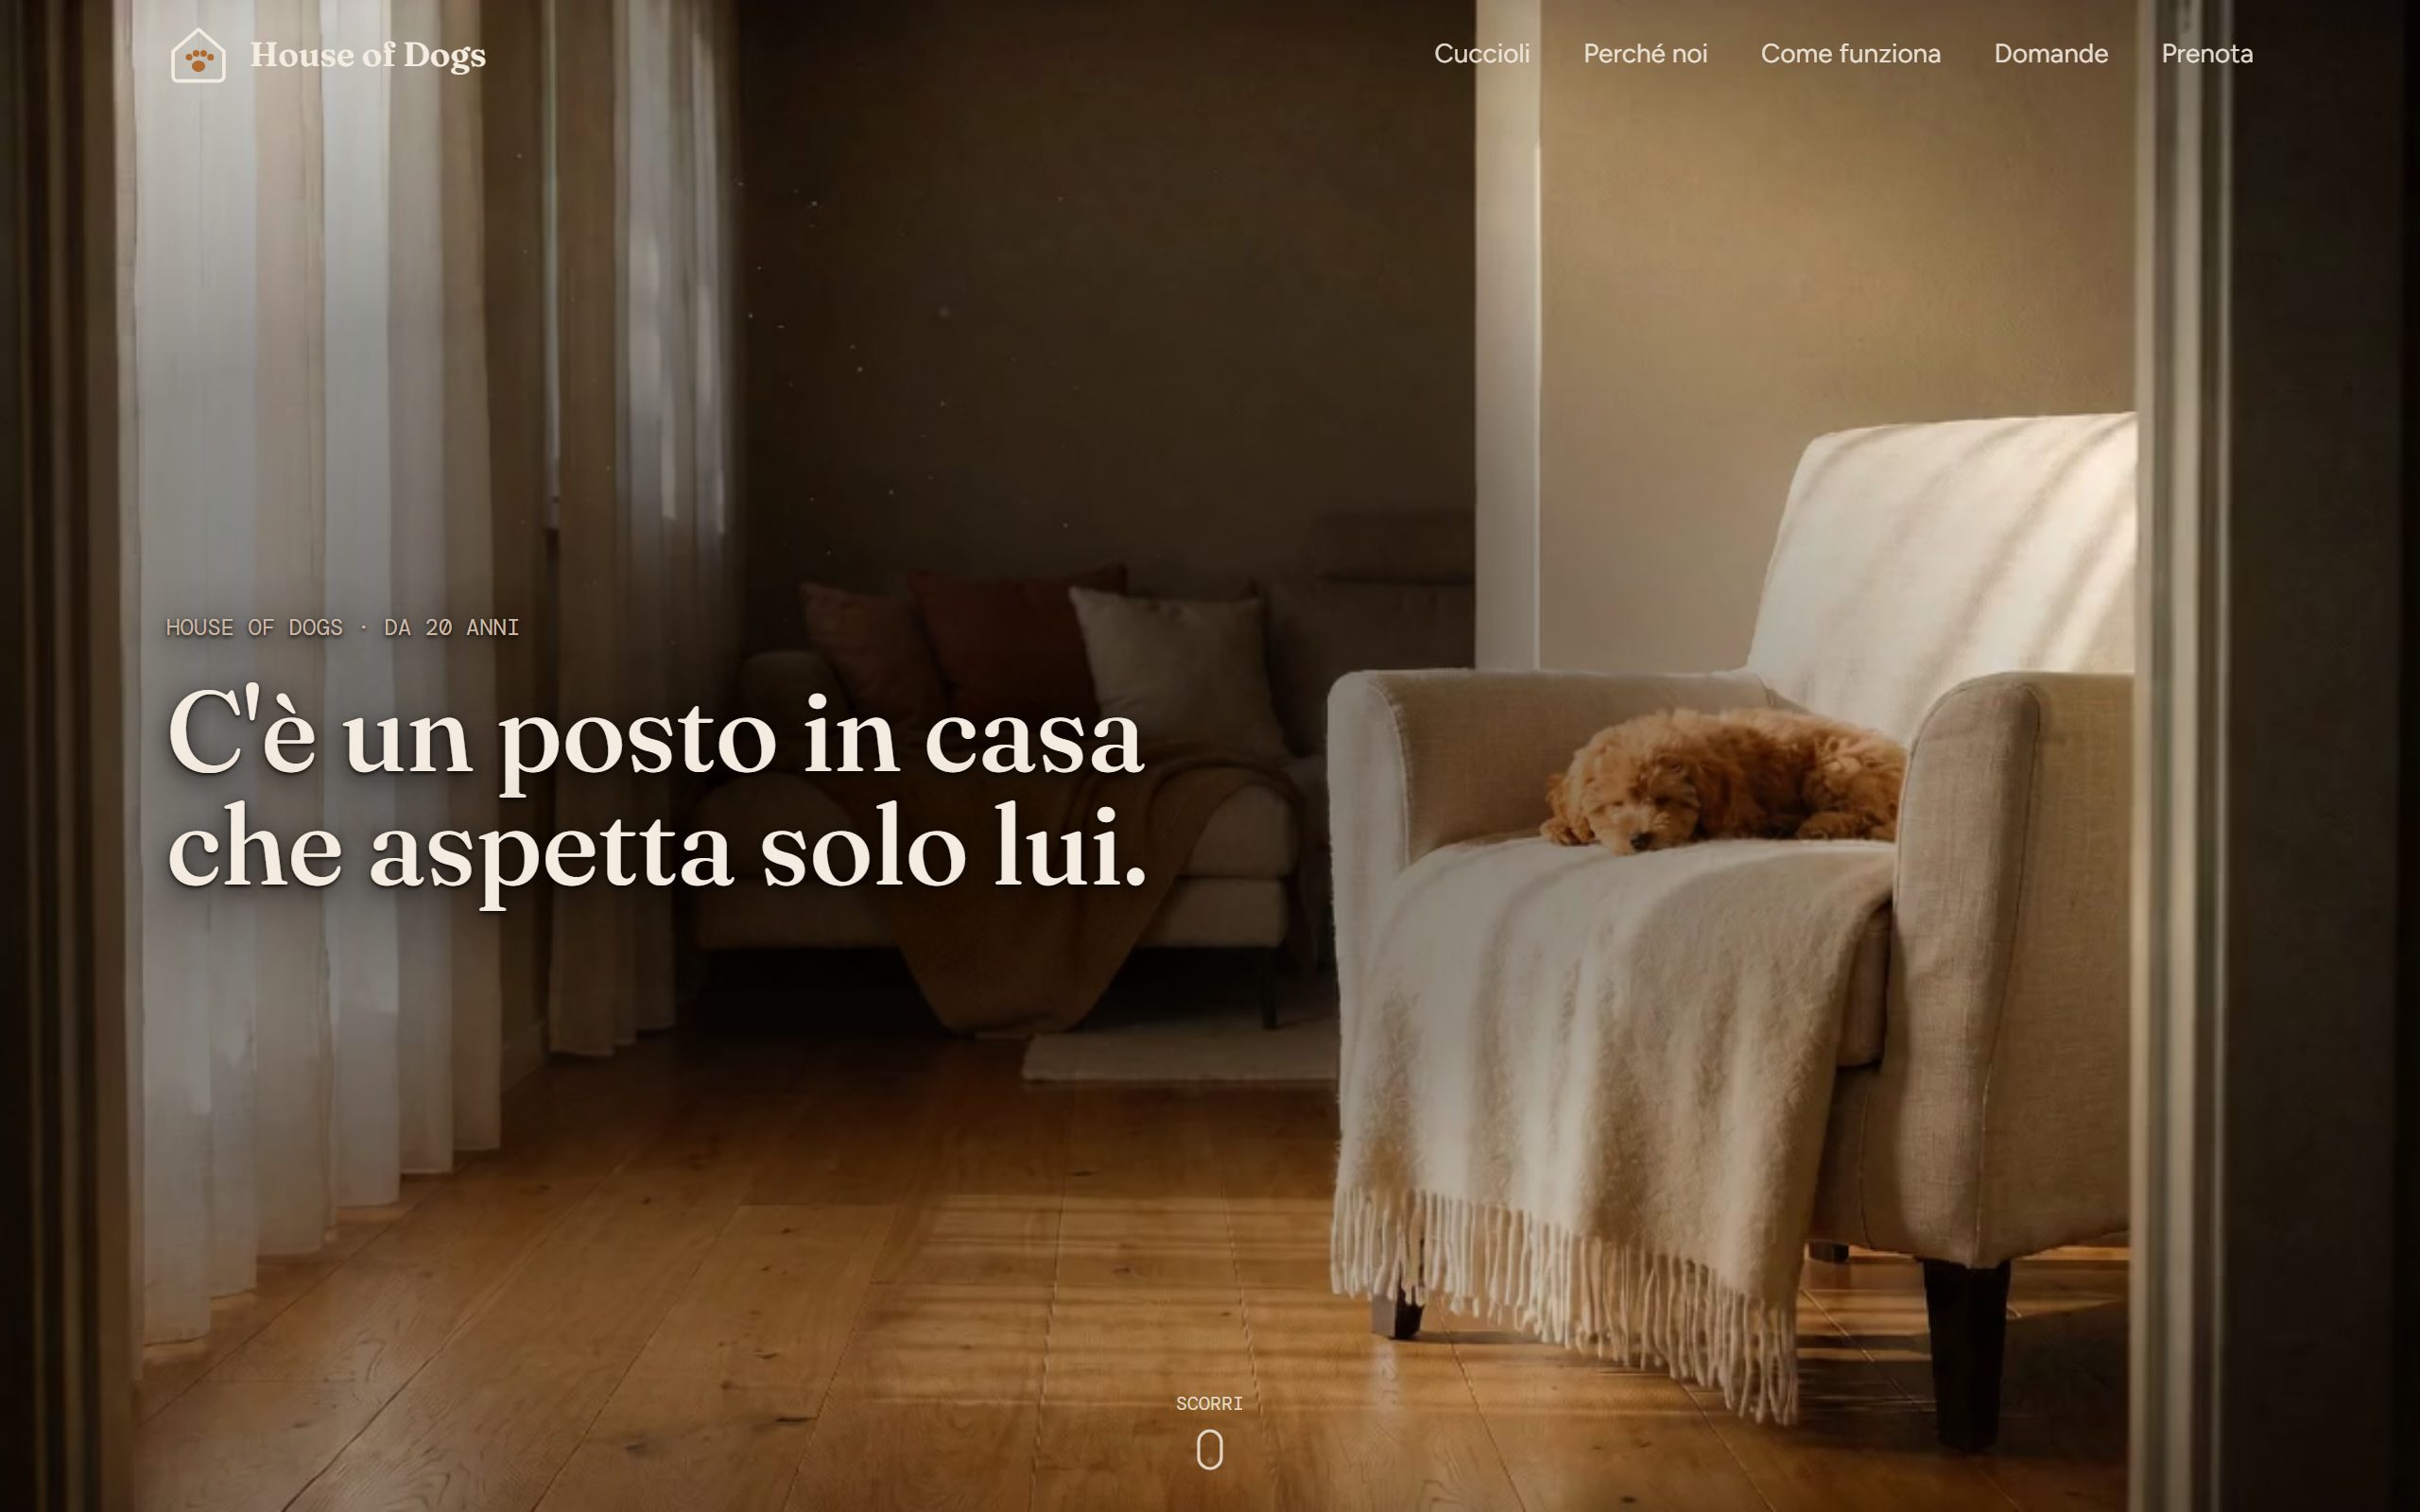 House of Dogs
Cuccioli
Perché noi
Come funziona
Domande
Prenota
HOUSE OF DOGS · DA 20 ANNI
C'è un posto in casa
che aspetta solo lui.
SCORRI